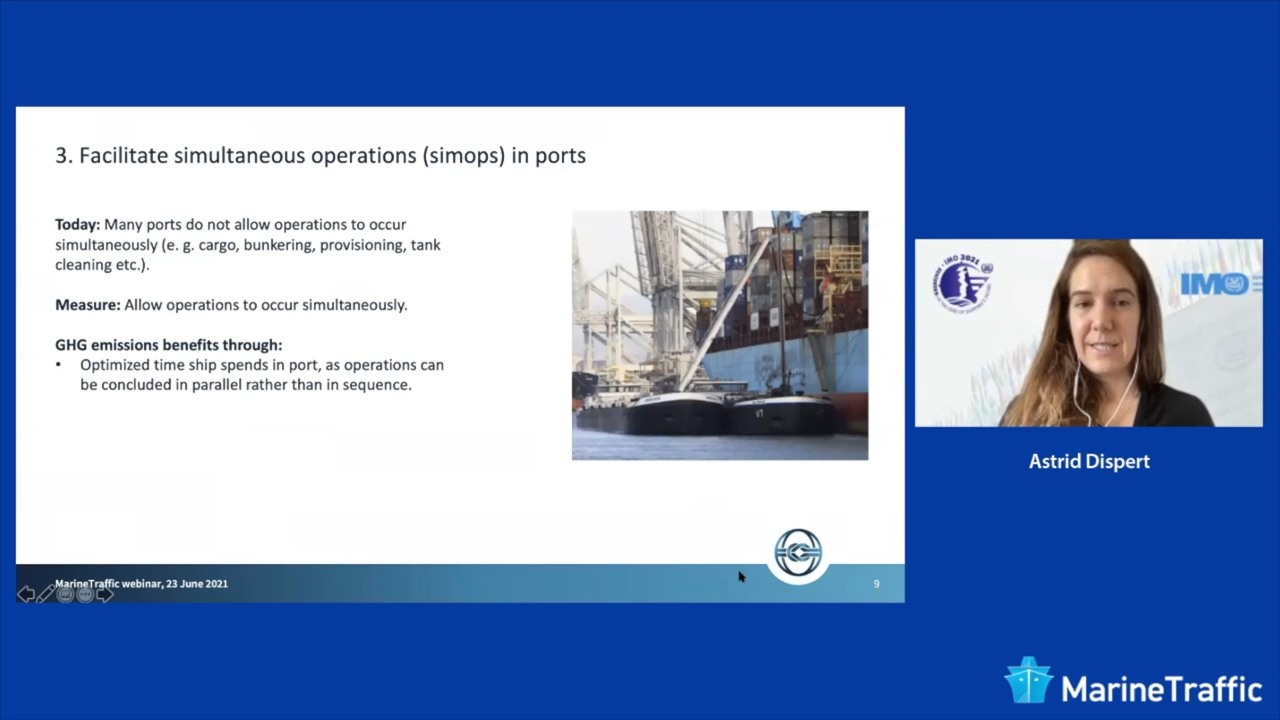 3. Facilitate simultaneous operations (simops) in ports
Today: Many ports do not allow operations to occur
simultaneously (e. g. cargo, bunkering, provisioning, tank
cleaning etc.).
Measure: Allow operations to occur simultaneously.
GHG emissions benefits through:
• Optimized time ship spends in port, as operations can
be concluded in parallel rather than in sequence.
VT
MarineTraffic webinar, 23 June 2021
9
IMO 2021
IMO
Astrid Dispert
MarineTraffic